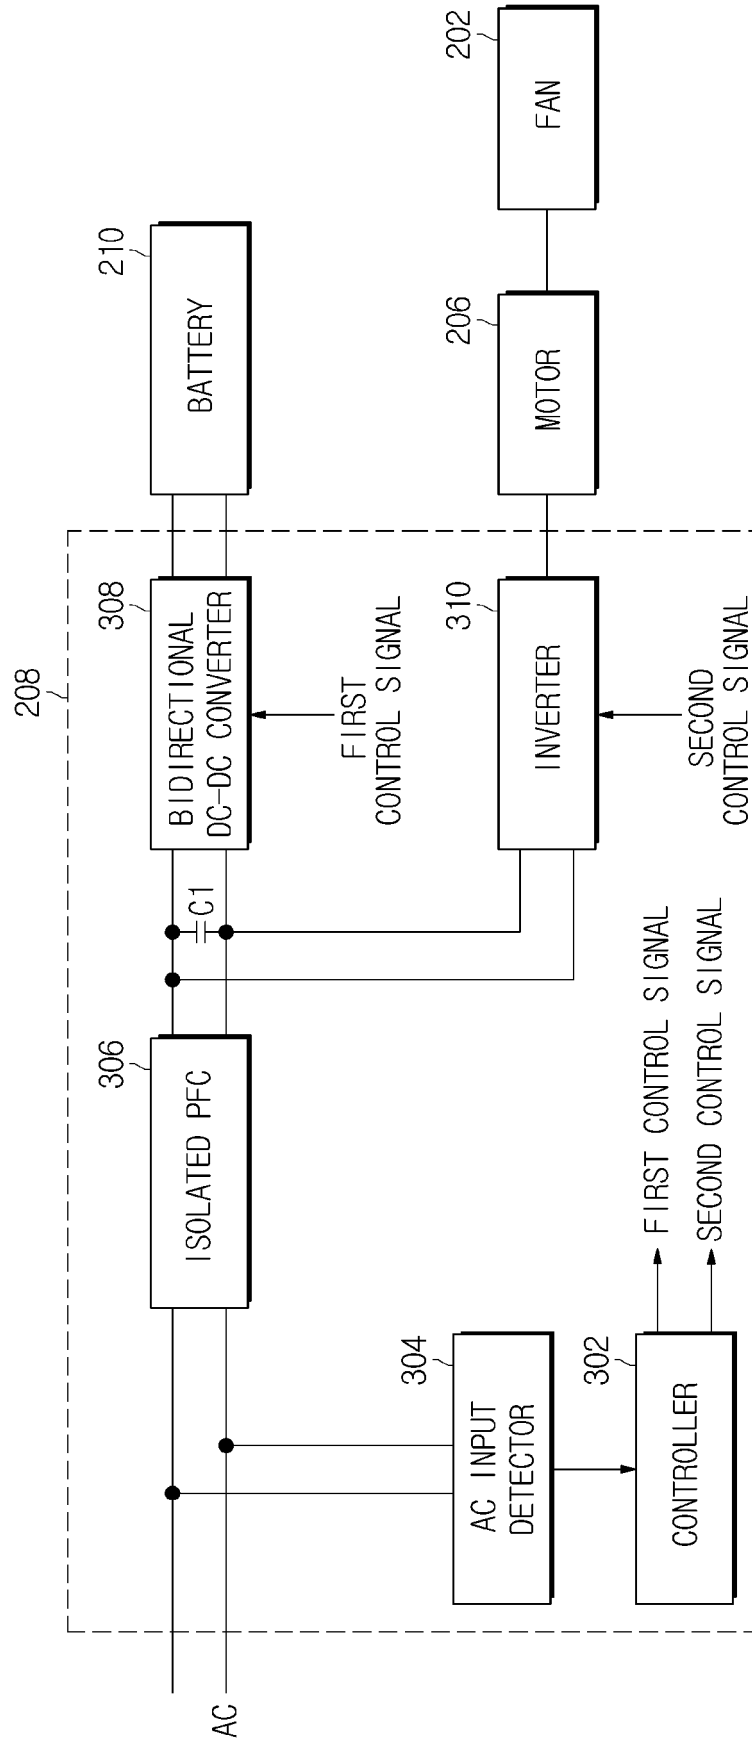 208
AC
306
ISOLATED PFC
C1
308
BIDIRECTIONAL
DC-DC CONVERTER
210
BATTERY
FIRST
CONTROL SIGNAL
304
AC INPUT
DETECTOR
302
CONTROLLER
FIRST CONTROL SIGNAL
SECOND CONTROL SIGNAL
310
INVERTER
SECOND
CONTROL SIGNAL
206
MOTOR
202
FAN